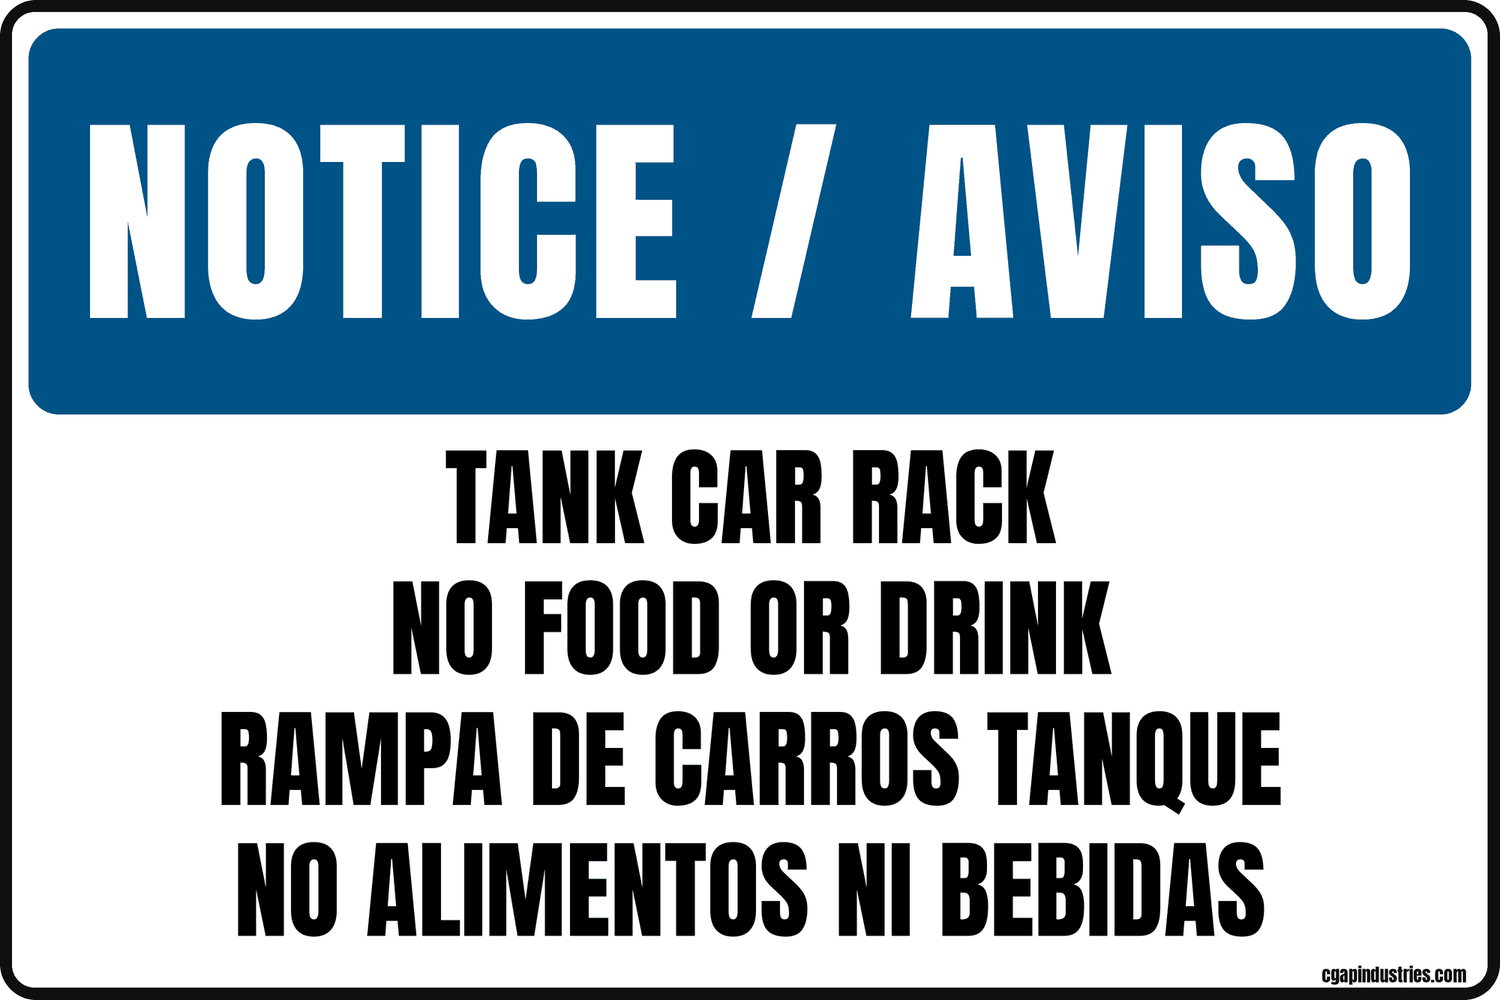 NOTICE / AVISO
TANK CAR RACK
NO FOOD OR DRINK
RAMPA DE CARROS TANQUE
NO ALIMENTOS NI BEBIDAS
cgapindustries.com